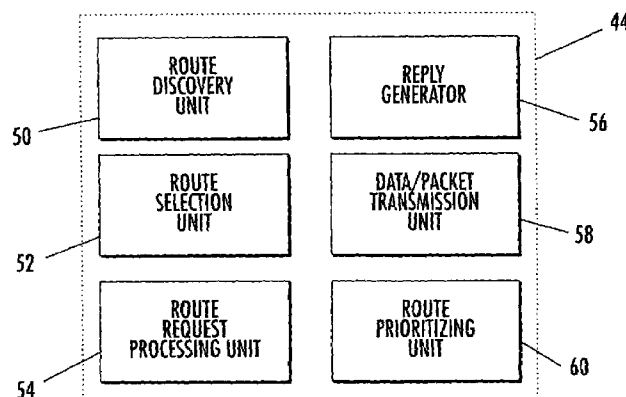 44
ROUTE
DISCOVERY
UNIT
50
REPLY
GENERATOR
56
ROUTE
SELECTION
UNIT
52
DATA/PACKET
TRANSMISSION
UNIT
58
ROUTE
REQUEST
PROCESSING UNIT
54
ROUTE
PRIORITIZING
UNIT
60